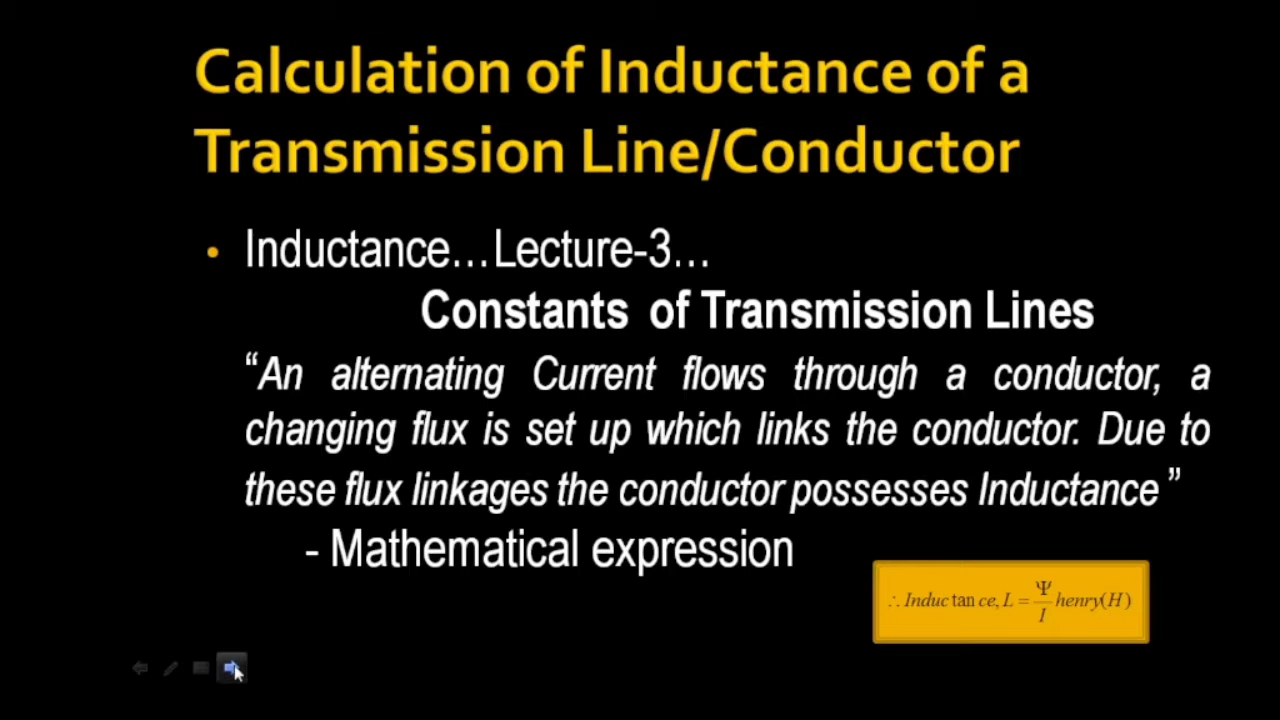 Calculation of Inductance of a
Transmission Line/Conductor
• Inductance…Lecture-3…
Constants of Transmission Lines
“An alternating Current flows through a conductor, a
changing flux is set up which links the conductor. Due to
these flux linkages the conductor possesses Inductance ”
- Mathematical expression
∴ Induc tan ce, L = Ψ/I henry(H)